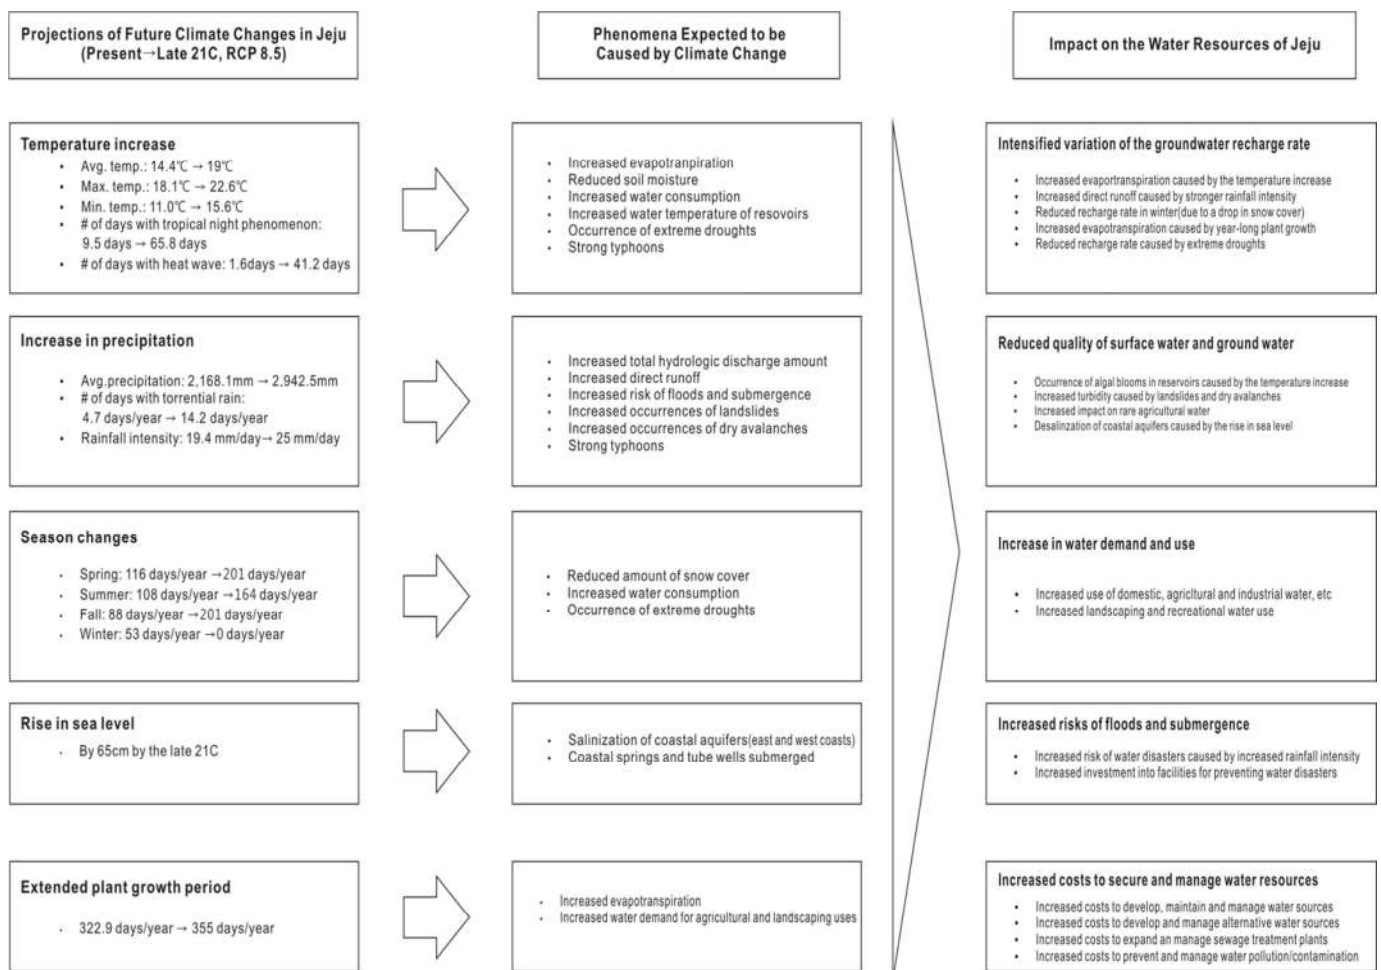 Projections of Future Climate Changes in Jeju
(Present→Late 21C, RCP 8.5)
Phenomena Expected to be
Caused by Climate Change
Impact on the Water Resources of Jeju
Temperature increase
• Avg. temp.: 14.4℃ → 19℃
• Max. temp.: 18.1℃ → 22.6℃
• Min. temp.: 11.0℃ → 15.6℃
• # of days with tropical night phenomenon:
9.5 days → 65.8 days
• # of days with heat wave: 1.6days → 41.2 days
• Increased evapotranpiration
• Reduced soil moisture
• Increased water consumption
• Increased water temperature of resovoirs
• Occurrence of extreme droughts
• Strong typhoons
Intensified variation of the groundwater recharge rate
• Increased evaportranspiration caused by the temperature increase
• Increased direct runoff caused by stronger rainfall intensity
• Reduced recharge rate in winter(due to a drop in snow cover)
• Increased evapotranspiration caused by year-long plant growth
• Reduced recharge rate caused by extreme droughts
Increase in precipitation
• Avg.precipitation: 2,168.1mm → 2,942.5mm
• # of days with torrential rain:
4.7 days/year → 14.2 days/year
• Rainfall intensity: 19.4 mm/day→ 25 mm/day
• Increased total hydrologic discharge amount
• Increased direct runoff
• Increased risk of floods and submergence
• Increased occurrences of landslides
• Increased occurrences of dry avalanches
• Strong typhoons
Reduced quality of surface water and ground water
• Occurrence of algal blooms in reservoirs caused by the temperature increase
• Increased turbidity caused by landslides and dry avalanches
• Increased impact on rare agricultural water
• Desalinzation of coastal aquifers caused by the rise in sea level
Season changes
• Spring: 116 days/year →201 days/year
• Summer: 108 days/year →164 days/year
• Fall: 88 days/year →201 days/year
• Winter: 53 days/year →0 days/year
• Reduced amount of snow cover
• Increased water consumption
• Occurrence of extreme droughts
Increase in water demand and use
• Increased use of domestic, agricltural and industrial water, etc
• Increased landscaping and recreational water use
Rise in sea level
• By 65cm by the late 21C
• Salinization of coastal aquifers(east and west coasts)
• Coastal springs and tube wells submerged
Increased risks of floods and submergence
• Increased risk of water disasters caused by increased rainfall intensity
• Increased investment into facilities for preventing water disasters
Extended plant growth period
• 322.9 days/year → 355 days/year
• Increased evapotranspiration
• Increased water demand for agricultural and landscaping uses
Increased costs to secure and manage water resources
• Increased costs to develop, maintain and manage water sources
• Increased costs to develop and manage alternative water sources
• Increased costs to expand an manage sewage treatment plants
• Increased costs to prevent and manage water pollution/contamination